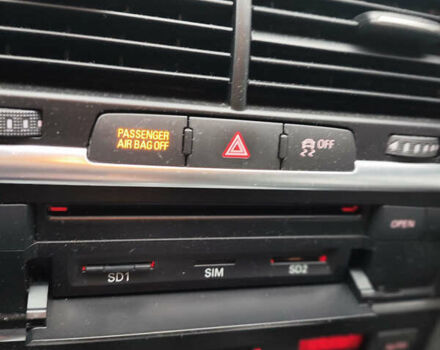 PASSENGER
AIR BAG OFF
OFF
OPEN
SD1
SIM
SD2